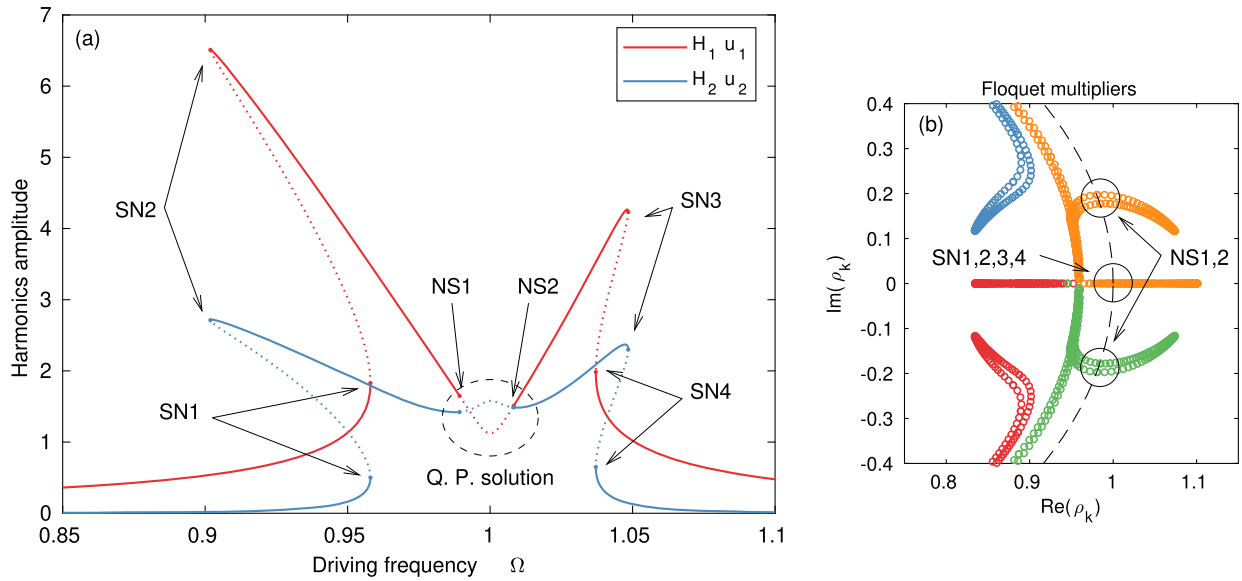 (a)
H1 u1
H2 u2
7
6
5
4
3
2
1
0
Harmonics amplitude
SN2
SN1
NS1
NS2
SN3
SN4
Q. P. solution
0.85
0.9
0.95
1
1.05
1.1
Driving frequency Ω
Floquet multipliers
(b)
0.4
0.3
0.2
0.1
0
-0.1
-0.2
-0.3
-0.4
Im(ρk)
SN1,2,3,4
NS1,2
0.8
0.9
1
1.1
Re(ρk)